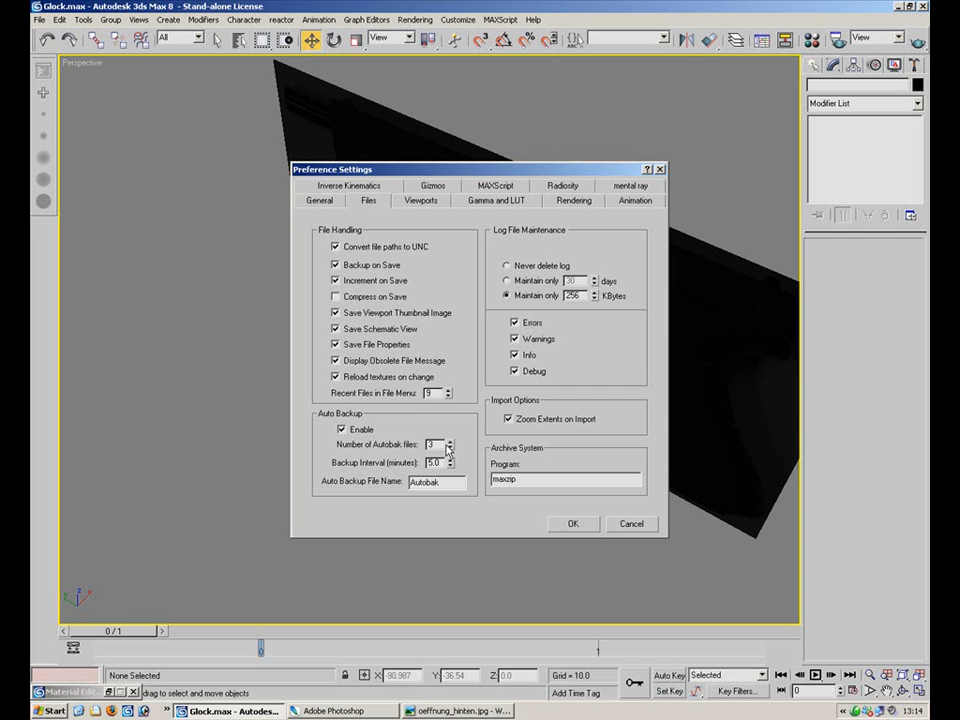 Glock.max - Autodesk 3ds Max 8 - Stand-alone License
File Edit Tools Group Views Create Modifiers Character reactor Animation Graph Editors Rendering Customize MAXScript Help
All View View
Perspective
Modifier List
Preference Settings
Inverse Kinematics Gizmos MAXScript Radiosity mental ray
General Files Viewports Gamma and LUT Rendering Animation
File Handling
Convert file paths to UNC
Backup on Save
Increment on Save
Compress on Save
Save Viewport Thumbnail Image
Save Schematic View
Save File Properties
Display Obsolete File Message
Reload textures on change
Recent Files in File Menu: 9
Auto Backup
Enable
Number of Autobak files: 3
Backup Interval (minutes): 5.0
Auto Backup File Name: Autobak
Log File Maintenance
Never delete log
Maintain only 30 days
Maintain only 256 KBytes
Errors
Warnings
Info
Debug
Import Options
Zoom Extents on Import
Archive System
Program:
maxzip
OK Cancel
z x
0 / 1
0 1
None Selected X: -90.987 Y: -36.54 Z: 0.0 Grid = 10.0 Auto Key Selected
Material Edi... drag to select and move objects Add Time Tag Set Key Key Filters... 0
Start Glock.max - Autodes... Adobe Photoshop oeffnung_hinten.jpg - W... 13:14